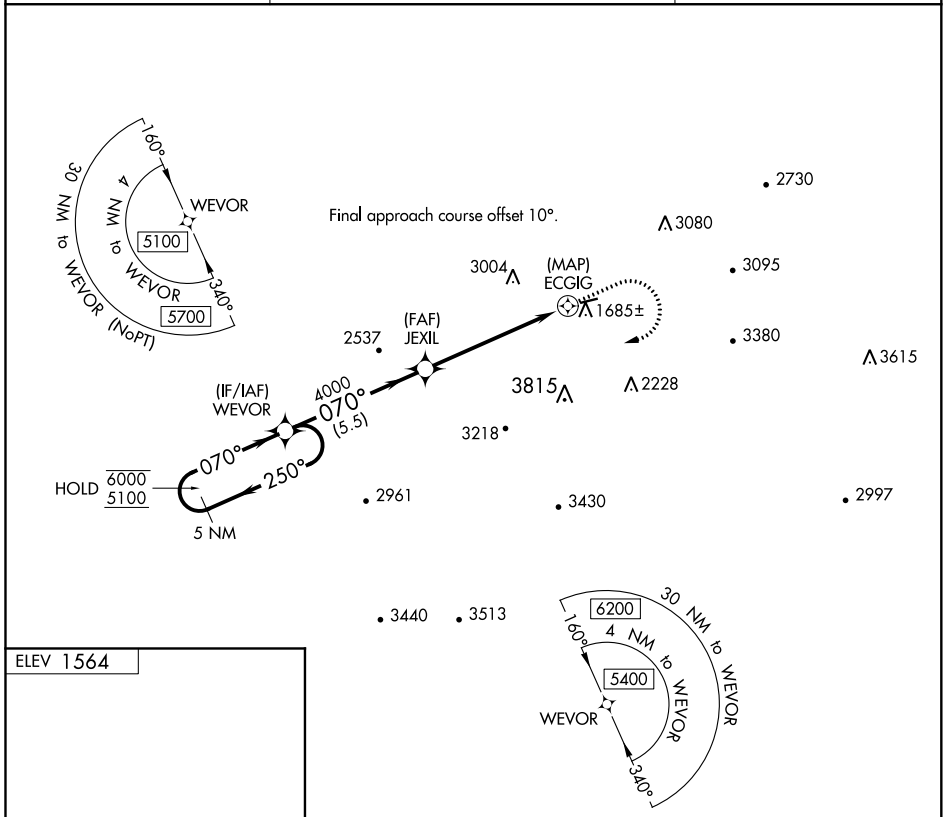 160°
30 NM to WEVOR (NoPT)
4 NM to WEVOR
WEVOR
5100
5700
340°
Final approach course offset 10°.
2730
3080
3095
3004
(MAP)
ECGIG
1685±
3380
3615
2537
(FAF)
JEXIL
3815
2228
(IF/IAF)
WEVOR
4000
070°
(5.5)
3218
070°
250°
HOLD
6000
5100
5 NM
2961
3430
2997
3440
3513
160°
6200
30 NM to WEVOR
4 NM to WEVOR
5400
WEVOR
340°
ELEV 1564